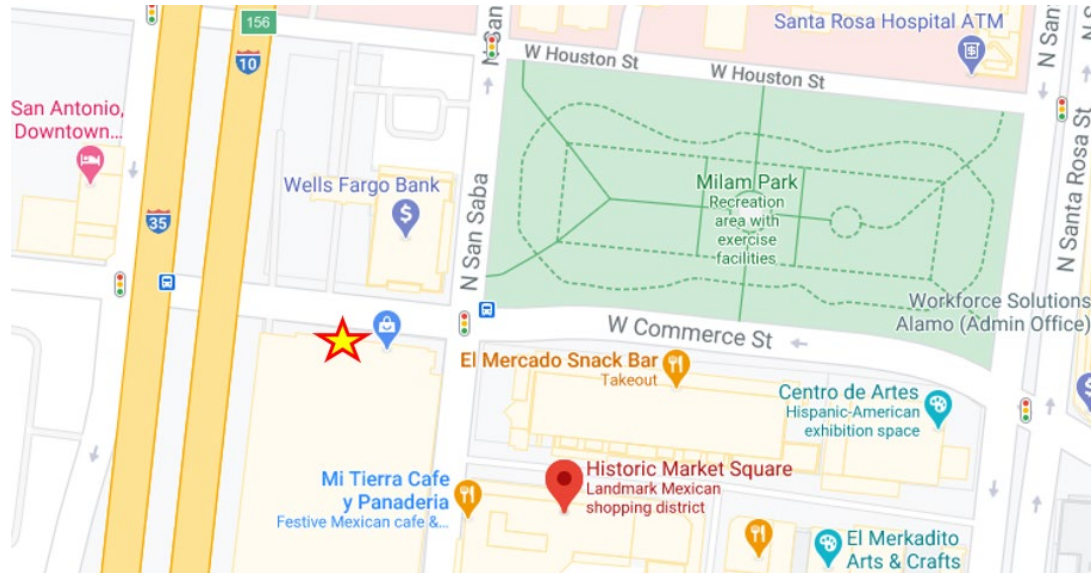 156
10
35
San Antonio,
Downtown...
Wells Fargo Bank
N San Saba
W Houston St
W Houston St
Santa Rosa Hospital ATM
N San
N San
Milam Park
Recreation
area with
exercise
facilities
N Santa Rosa St
Workforce Solutions
Alamo (Admin Office)
W Commerce St
El Mercado Snack Bar
Takeout
Centro de Artes
Hispanic-American
exhibition space
Mi Tierra Cafe
y Panaderia
Festive Mexican cafe &...
Historic Market Square
Landmark Mexican
shopping district
El Merkadito
Arts & Crafts